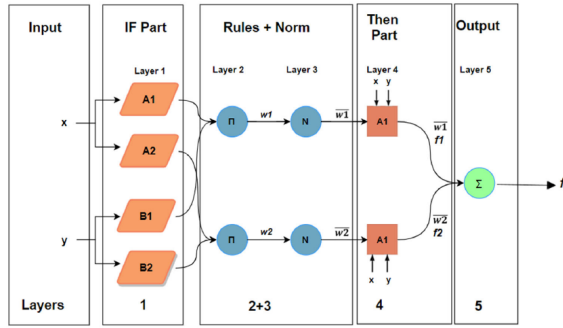 Input
IF Part
Rules + Norm
Then
Part
Output
Layer 1
Layer 2
Layer 3
Layer 4
Layer 5
x y
A1
x
Π
w1
N
w1
A1
w1
f1
A2
Σ
f
B1
y
w2
f2
Π
w2
N
w2
A1
B2
x y
Layers
1
2+3
4
5